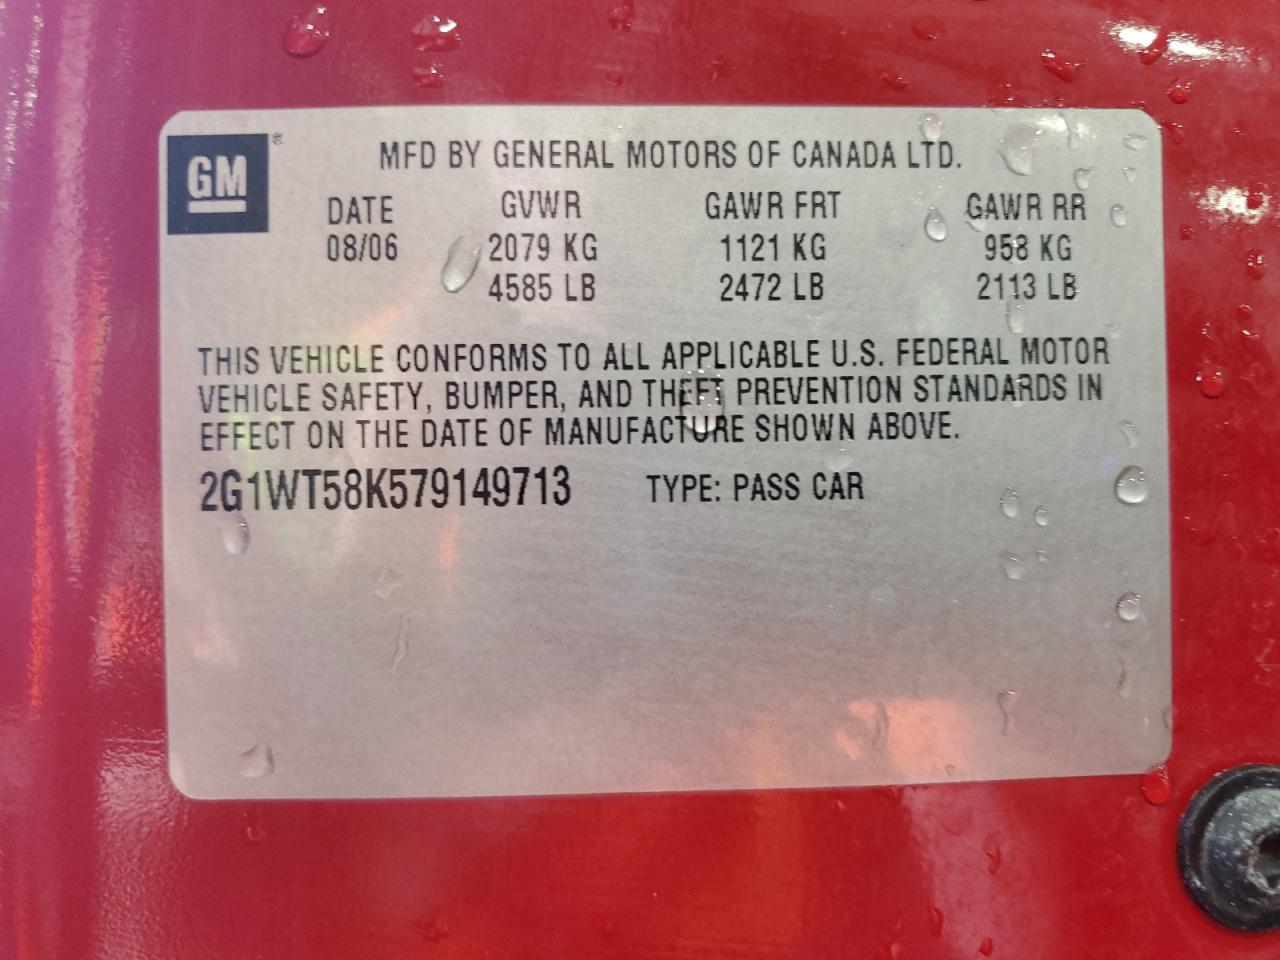 GM ®
MFD BY GENERAL MOTORS OF CANADA LTD.
DATE GVWR GAWR FRT GAWR RR
08/06 2079 KG 1121 KG 958 KG
4585 LB 2472 LB 2113 LB
THIS VEHICLE CONFORMS TO ALL APPLICABLE U.S. FEDERAL MOTOR
VEHICLE SAFETY, BUMPER, AND THEFT PREVENTION STANDARDS IN
EFFECT ON THE DATE OF MANUFACTURE SHOWN ABOVE.
2G1WT58K579149713 TYPE: PASS CAR